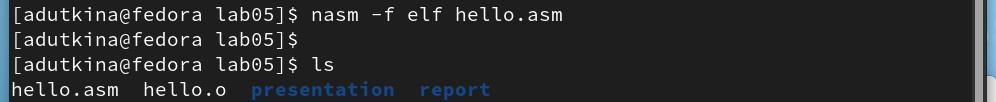 [adutkina@fedora lab05]$ nasm -f elf hello.asm
[adutkina@fedora lab05]$
[adutkina@fedora lab05]$ ls
hello.asm  hello.o  presentation  report